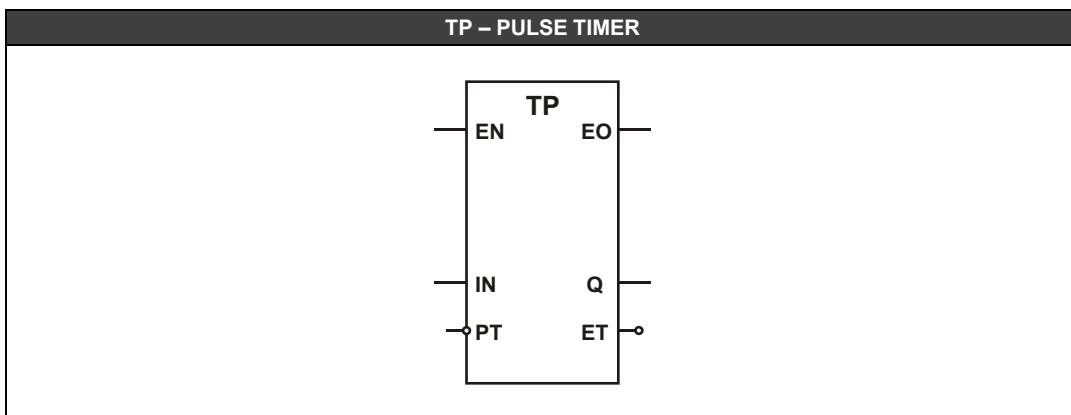 TP – PULSE TIMER
TP
EN EO
IN Q
PT ET